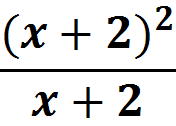 (x + 2)²
x + 2